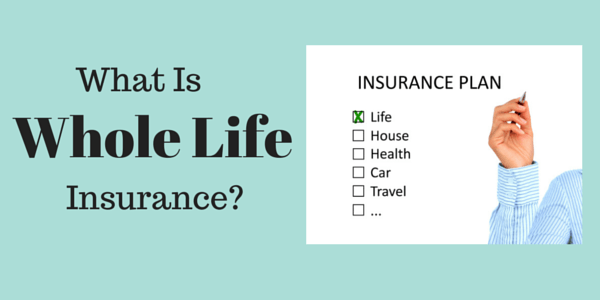 What Is
Whole Life
Insurance?
INSURANCE PLAN
Life
House
Health
Car
Travel
...